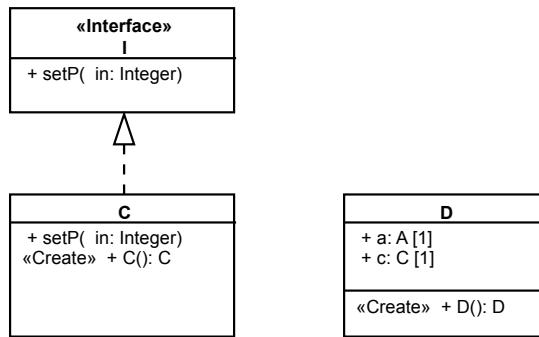 «Interface»
I
+ setP( in: Integer)
C
+ setP( in: Integer)
«Create» + C(): C
D
+ a: A [1]
+ c: C [1]
«Create» + D(): D